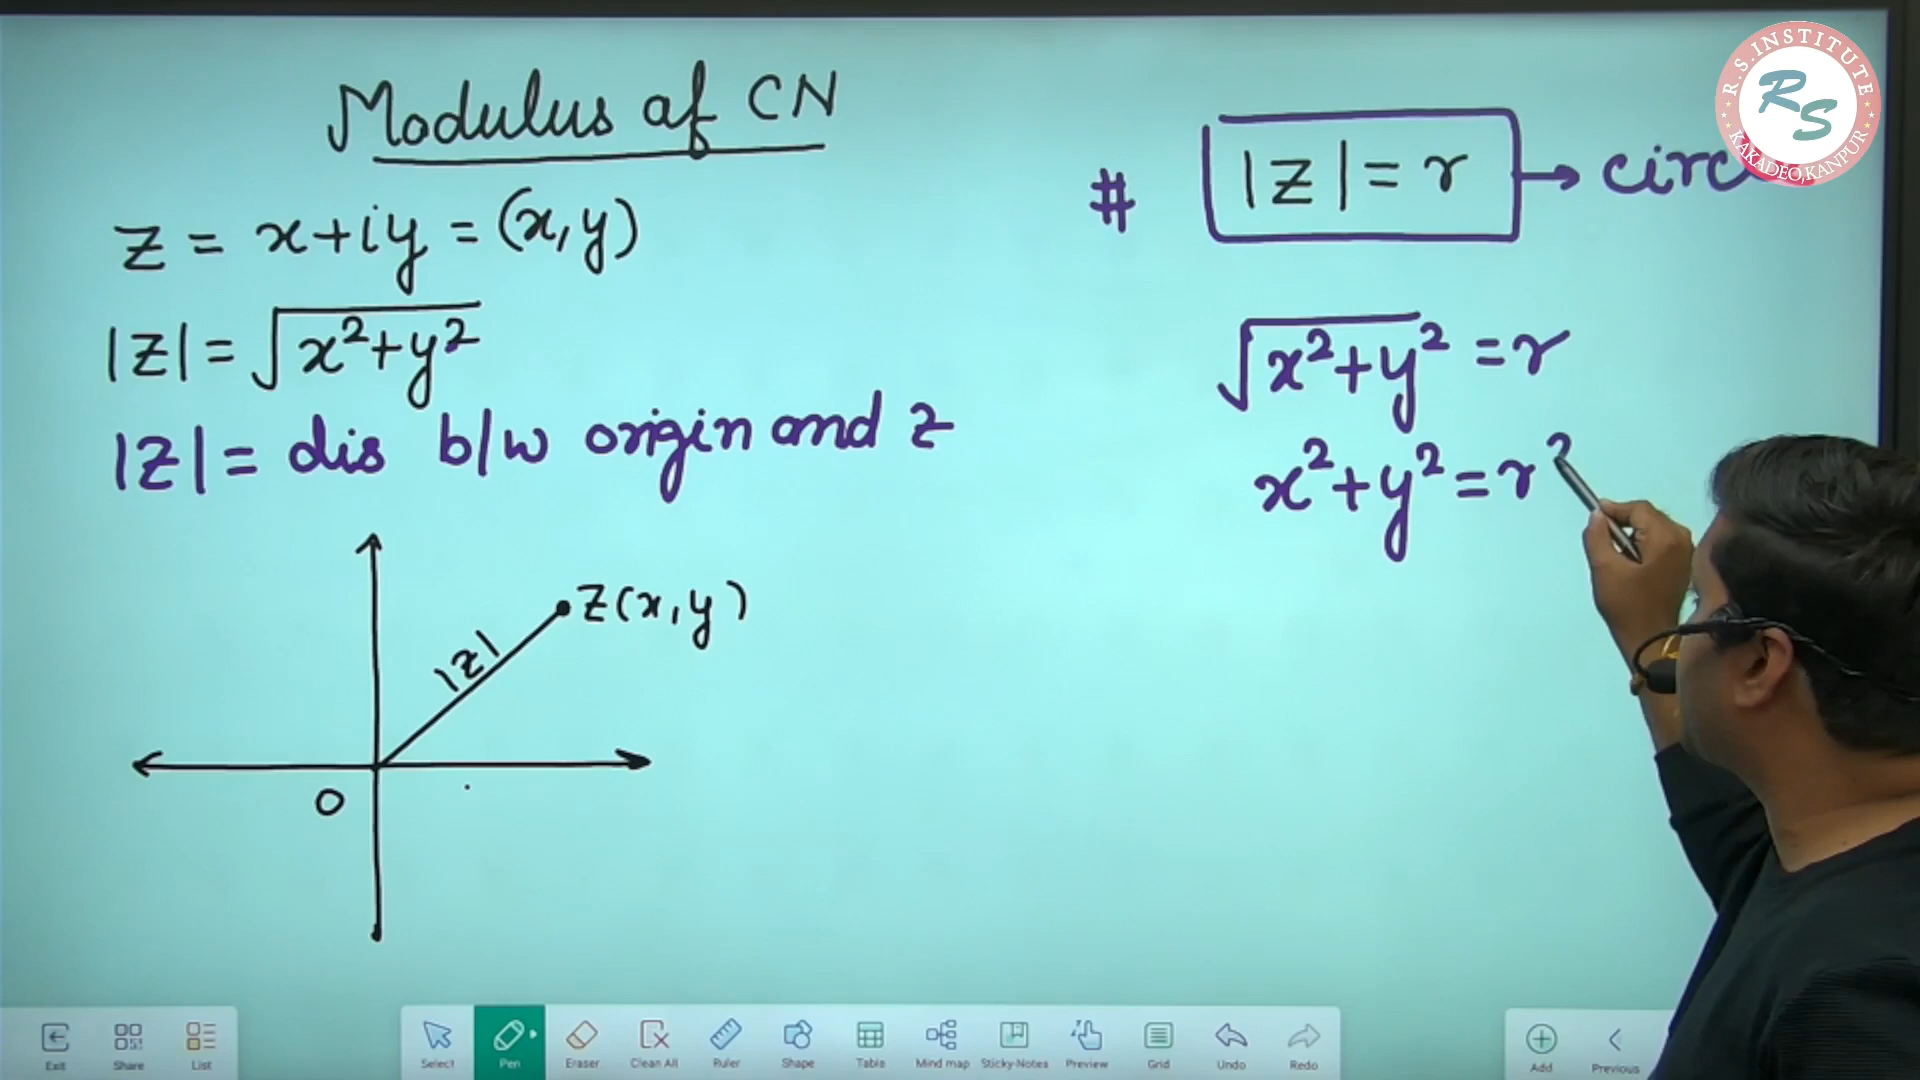 Modulus of CN
z = x+iy = (x,y)
|z| = √x²+y²
|z| = dis b/w origin and z
z(x,y)
|z|
0
# |z| = r → circ
√x²+y² = r
x²+y² = r²
R.S.INSTITUTE
RS
KAKADEO,KANPUR
Exit Share List
Select Pen Eraser Clean All Ruler Shape Table Mind map Sticky-Notes Preview Grid Undo Redo
Add Previous